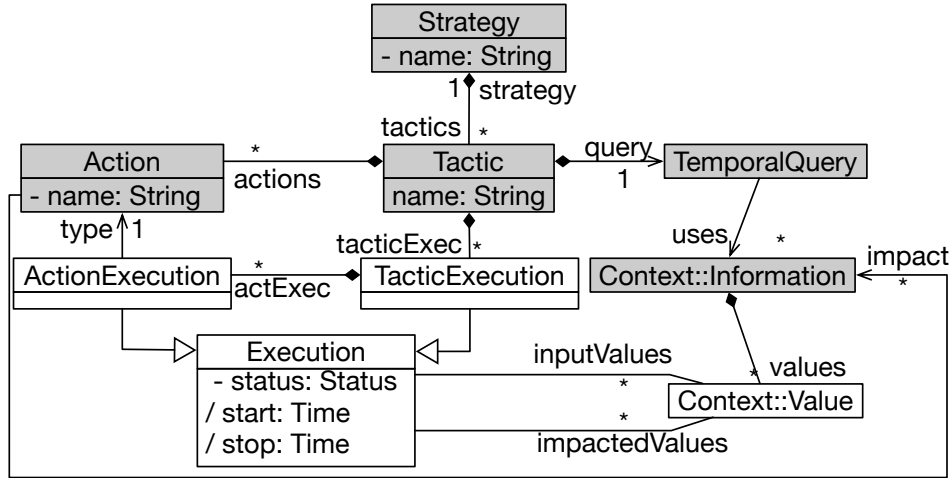 Strategy
- name: String
1 strategy
tactics *
Action
- name: String
* actions
Tactic
name: String
query
1
TemporalQuery
type 1
tacticExec *
uses *
ActionExecution
* actExec
TacticExecution
Context::Information
impact
*
Execution
- status: Status
/ start: Time
/ stop: Time
inputValues
*
* values
Context::Value
*
impactedValues